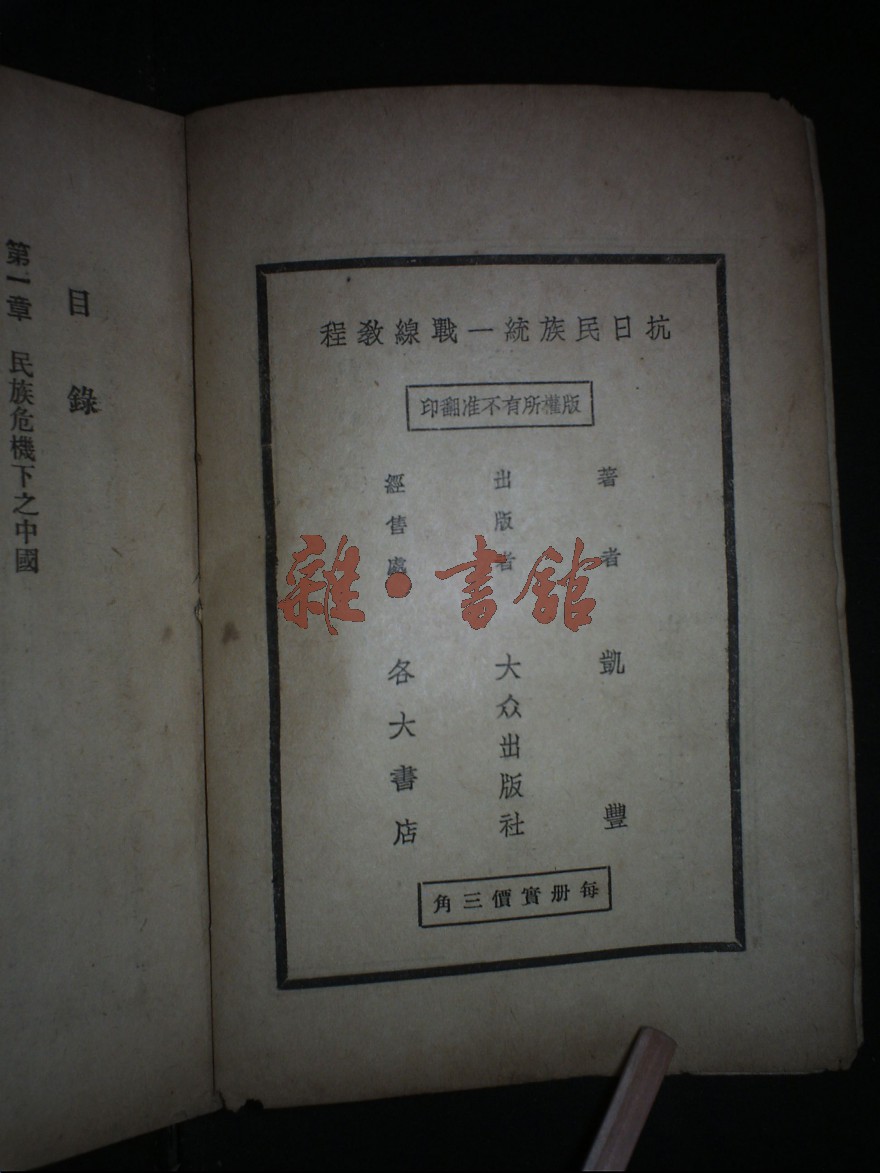 抗日民族統一戰線教程
版權所有不准翻印
著者 凱豐
出版者 大众出版社
經售處 各大書店
每册實價三角
目錄
第一章 民族危機下之中國
雜·書館